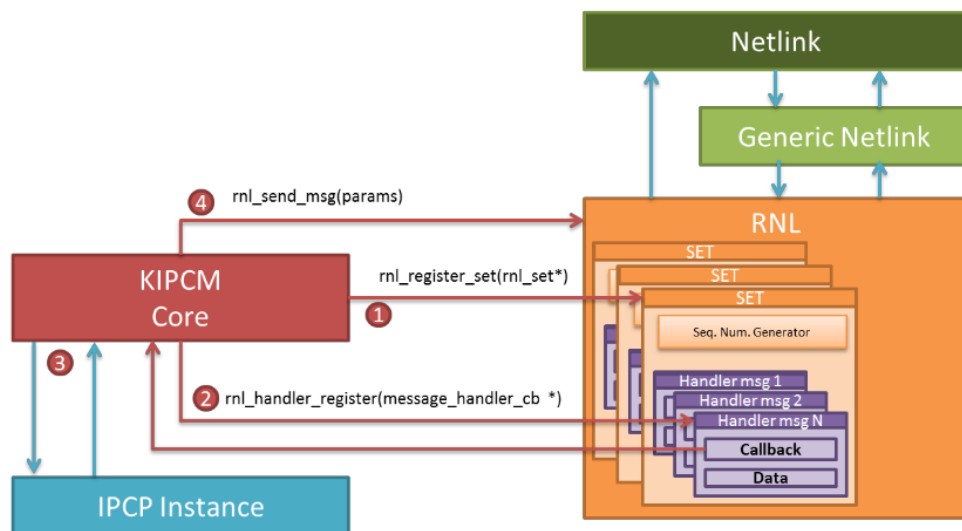 Netlink
Generic Netlink
4
rnl_send_msg(params)
RNL
SET
KIPCM
Core
rnl_register_set(rnl_set*)
SET
1
SET
Seq. Num. Generator
3
2
rnl_handler_register(message_handler_cb *)
Handler msg 1
Handler msg 2
Handler msg N
Callback
Data
IPCP Instance